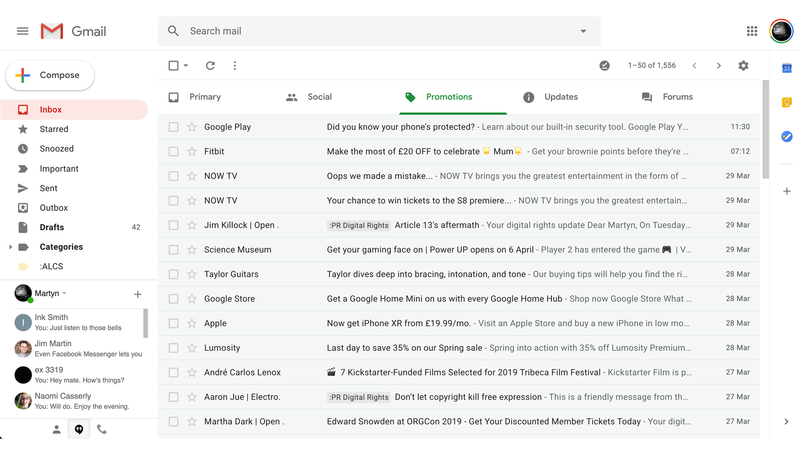 Gmail
Search mail
Compose
1–50 of 1,556
Inbox
Starred
Snoozed
Important
Sent
Outbox
Drafts 42
Categories
:ALCS
Martyn
Ink Smith
You: Just listen to those bells
Jim Martin
Even Facebook Messenger lets you
ex 3319
You: Hey mate. How's things?
Naomi Casserly
You: Will do. Enjoy the evening.
Primary Social Promotions Updates Forums
Google Play Did you know your phone's protected? - Learn about our built-in security tool. Google Play Y… 11:30
Fitbit Make the most of £20 OFF to celebrate Mum - Get your brownie points before they're … 07:12
NOW TV Oops we made a mistake... - NOW TV brings you the greatest entertainment in the form of … 29 Mar
NOW TV Your chance to win tickets to the S8 premiere... - NOW TV brings you the greatest entertain… 29 Mar
Jim Killock | Open . :PR Digital Rights Article 13's aftermath - Your digital rights update Dear Martyn, On Tuesday… 29 Mar
Science Museum Get your gaming face on | Power UP opens on 6 April - Player 2 has entered the game | V… 29 Mar
Taylor Guitars Taylor dives deep into bracing, intonation, and tone - Our buying tips will help you find the ri… 28 Mar
Google Store Get a Google Home Mini on us with every Google Home Hub - Shop now Google Store What … 28 Mar
Apple Now get iPhone XR from £19.99/mo. - Visit an Apple Store and buy a new iPhone in low mo… 28 Mar
Lumosity Last day to save 35% on our Spring sale - Spring into action with 35% off Lumosity Premium… 28 Mar
André Carlos Lenox 7 Kickstarter-Funded Films Selected for 2019 Tribeca Film Festival - Kickstarter Film is p… 27 Mar
Aaron Jue | Electro. :PR Digital Rights Don't let copyright kill free expression - This is a friendly message from th… 27 Mar
Martha Dark | Open . Edward Snowden at ORGCon 2019 - Get Your Discounted Member Tickets Today - Your digit… 27 Mar